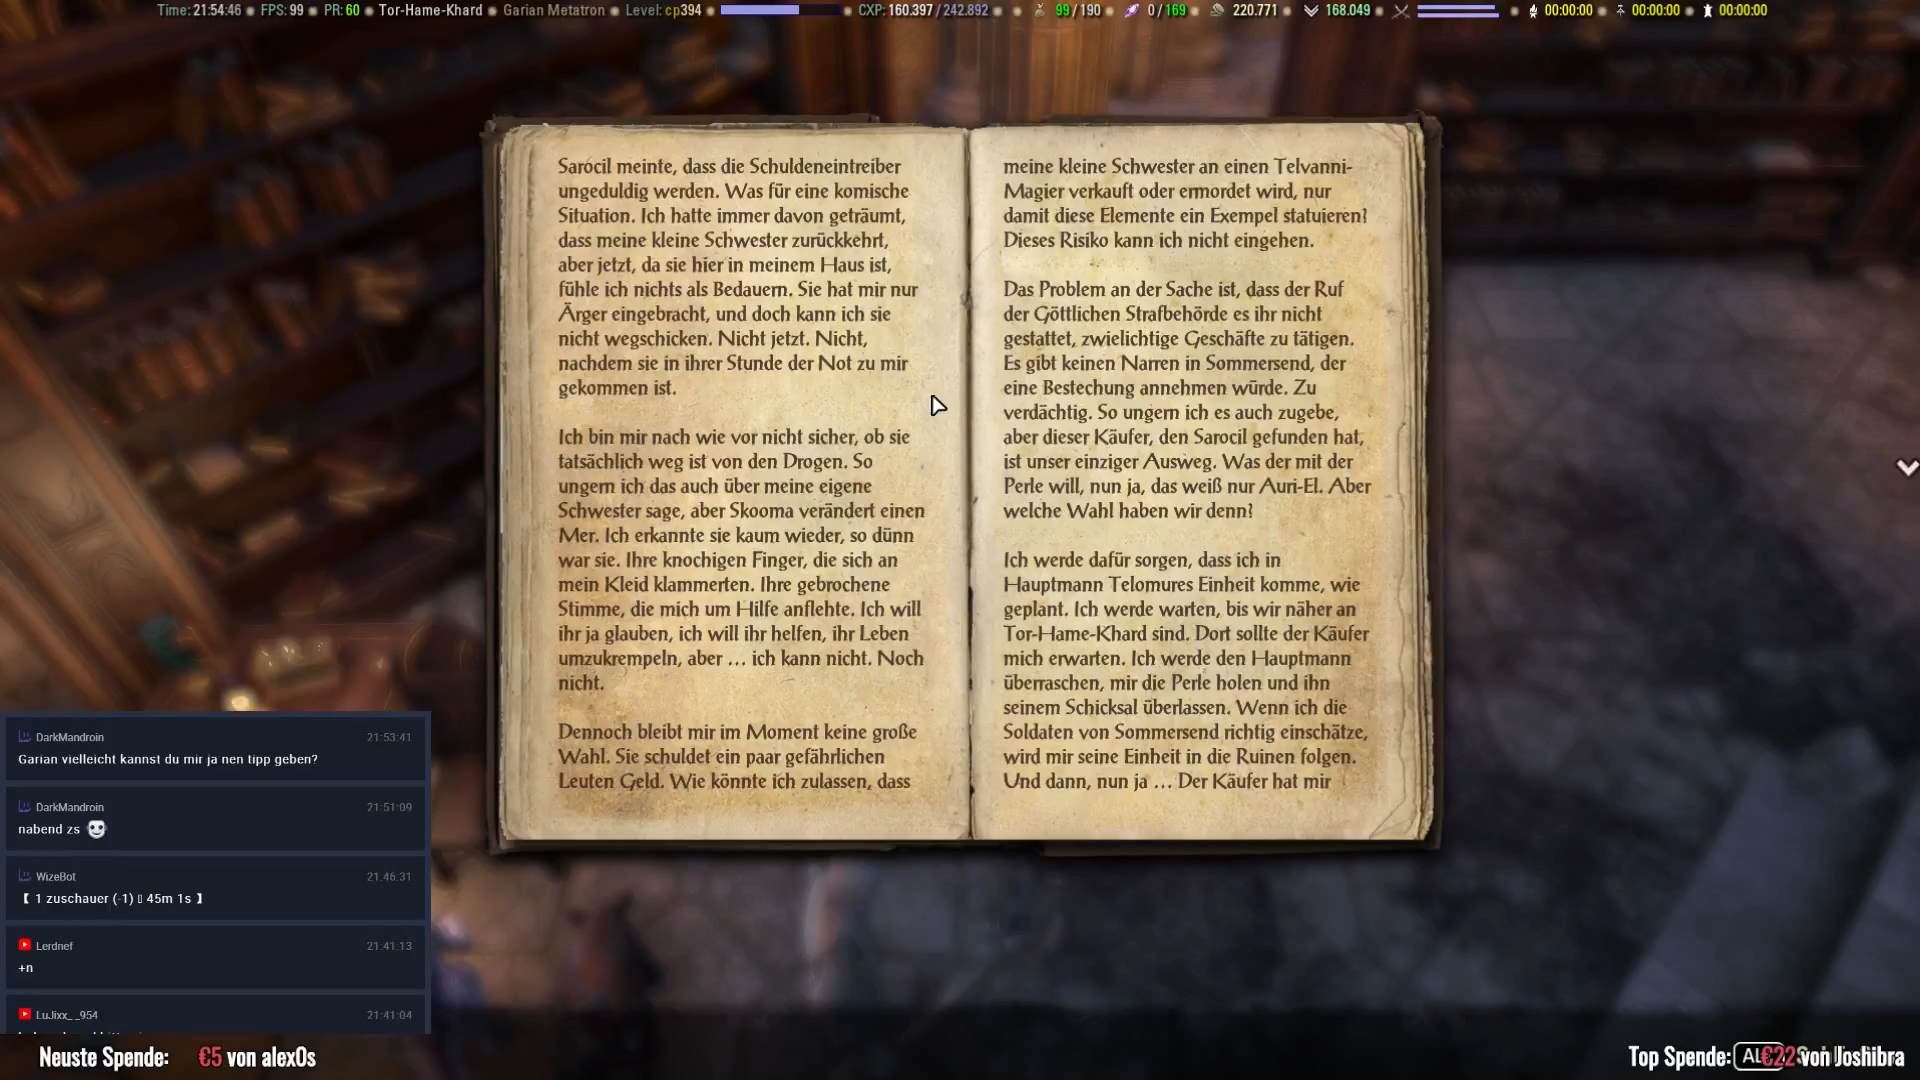 Time: 21:54:46 FPS: 99 PR: 60 Tor-Hame-Khard Garian Metatron Level: cp394 CXP: 160.397 / 242.892 99 / 190 0 / 169 220.771 168.049 00:00:00 00:00:00 00:00:00
Sarocil meinte, dass die Schuldeneintreiber
ungeduldig werden. Was für eine komische
Situation. Ich hatte immer davon geträumt,
dass meine kleine Schwester zurückkehrt,
aber jetzt, da sie hier in meinem Haus ist,
fühle ich nichts als Bedauern. Sie hat mir nur
Ärger eingebracht, und doch kann ich sie
nicht wegschicken. Nicht jetzt. Nicht,
nachdem sie in ihrer Stunde der Not zu mir
gekommen ist.
Ich bin mir nach wie vor nicht sicher, ob sie
tatsächlich weg ist von den Drogen. So
ungern ich das auch über meine eigene
Schwester sage, aber Skooma verändert einen
Mer. Ich erkannte sie kaum wieder, so dünn
war sie. Ihre knochigen Finger, die sich an
mein Kleid klammerten. Ihre gebrochene
Stimme, die mich um Hilfe anflehte. Ich will
ihr ja glauben, ich will ihr helfen, ihr Leben
umzukrempeln, aber … ich kann nicht. Noch
nicht.
Dennoch bleibt mir im Moment keine große
Wahl. Sie schuldet ein paar gefährlichen
Leuten Geld. Wie könnte ich zulassen, dass
meine kleine Schwester an einen Telvanni-
Magier verkauft oder ermordet wird, nur
damit diese Elemente ein Exempel statuieren?
Dieses Risiko kann ich nicht eingehen.
Das Problem an der Sache ist, dass der Ruf
der Göttlichen Strafbehörde es ihr nicht
gestattet, zwielichtige Geschäfte zu tätigen.
Es gibt keinen Narren in Sommersend, der
eine Bestechung annehmen würde. Zu
verdächtig. So ungern ich es auch zugebe,
aber dieser Käufer, den Sarocil gefunden hat,
ist unser einziger Ausweg. Was der mit der
Perle will, nun ja, das weiß nur Auri-El. Aber
welche Wahl haben wir denn?
Ich werde dafür sorgen, dass ich in
Hauptmann Telomures Einheit komme, wie
geplant. Ich werde warten, bis wir näher an
Tor-Hame-Khard sind. Dort sollte der Käufer
mich erwarten. Ich werde den Hauptmann
überraschen, mir die Perle holen und ihn
seinem Schicksal überlassen. Wenn ich die
Soldaten von Sommersend richtig einschätze,
wird mir seine Einheit in die Ruinen folgen.
Und dann, nun ja … Der Käufer hat mir
DarkMandroin 21:53:41
Garian vielleicht kannst du mir ja nen tipp geben?
DarkMandroin 21:51:09
nabend zs
WizeBot 21:46:31
【 1 zuschauer (-1) 45m 1s 】
Lerdnef 21:41:13
+n
LuJixx__954 21:41:04
Neuste Spende: €5 von alex0s
Top Spende: €22 von Joshibra